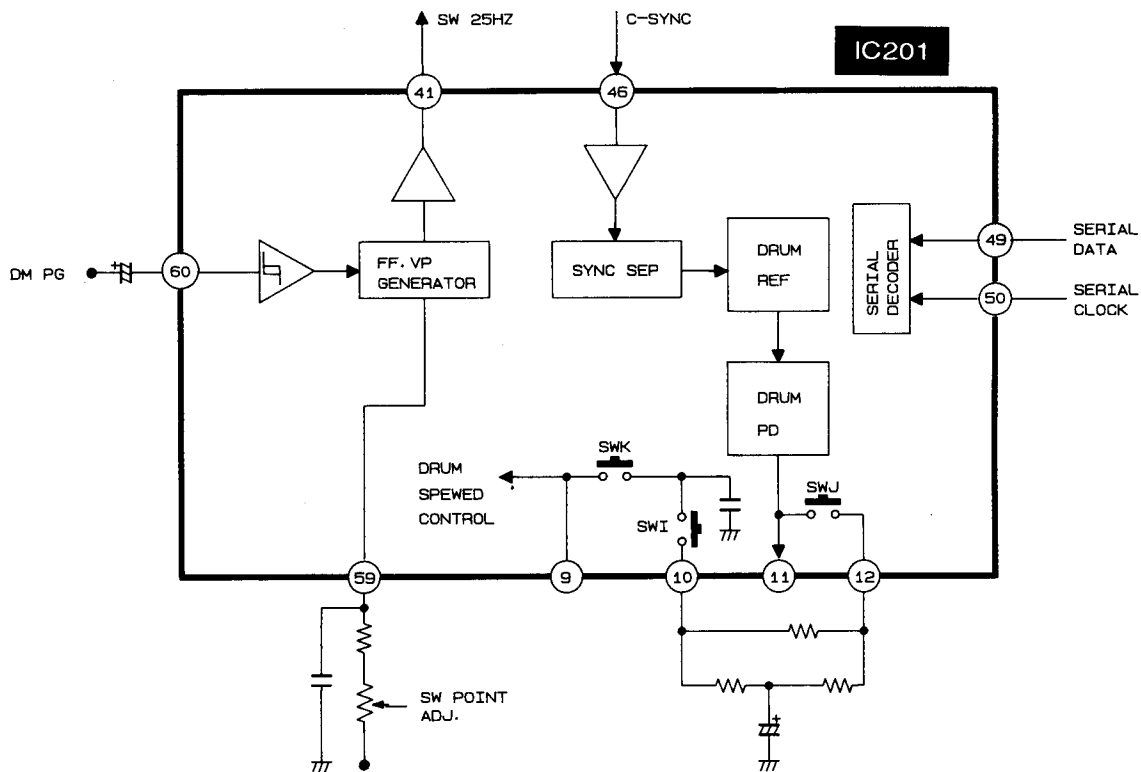 SW 25HZ
C-SYNC
IC201
41
46
DM PG
+
60
FF. VP
GENERATOR
SYNC SEP
DRUM
REF
SERIAL
DECODER
49
SERIAL
DATA
50
SERIAL
CLOCK
DRUM
PD
DRUM
SPEWED
CONTROL
SWK
SWI
SWJ
59
9
10
11
12
SW POINT
ADJ.
+